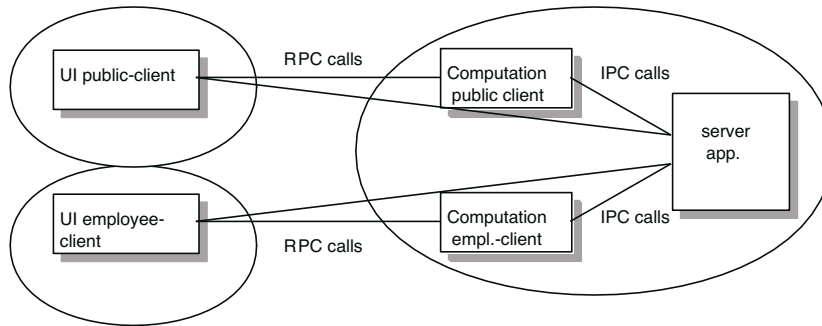 UI public-client
RPC calls
Computation
public client
IPC calls
server
app.
UI employee-
client
RPC calls
Computation
empl.-client
IPC calls